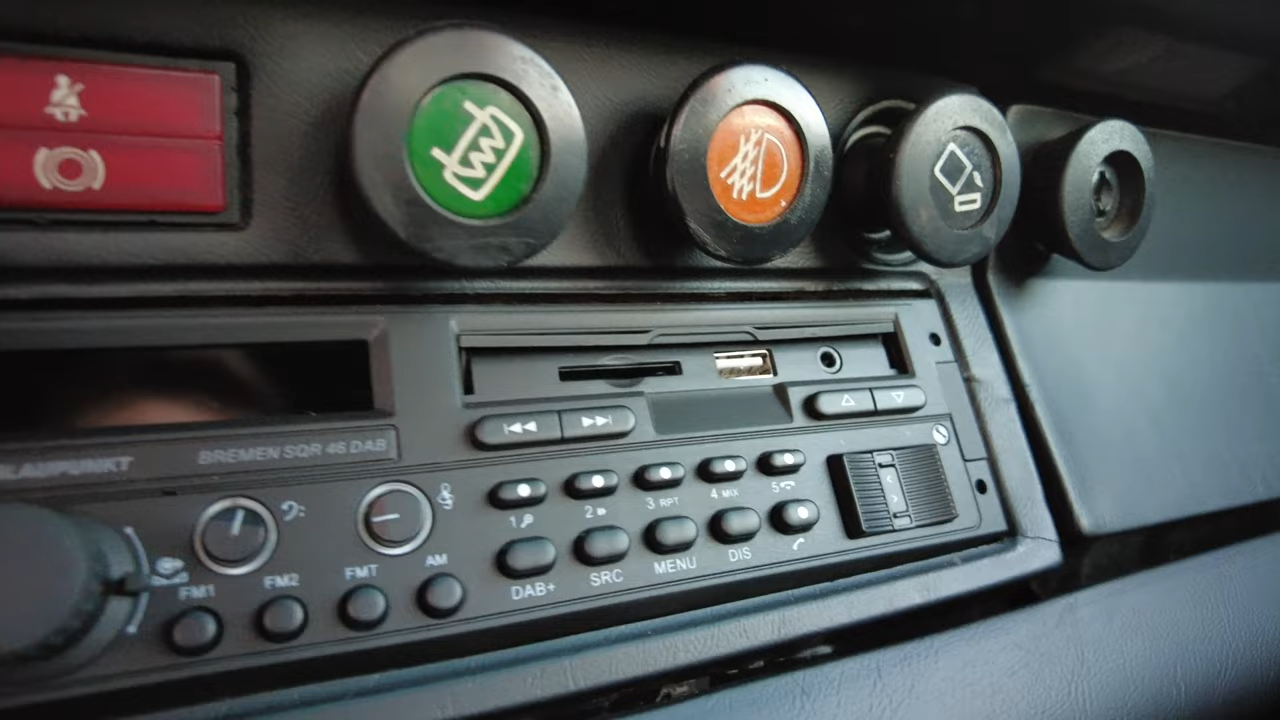 BLAUPUNKT BREMEN SQR 46 DAB
1 2 3 RPT 4 MIX 5
FM1 FM2 FMT AM
DAB+ SRC MENU DIS